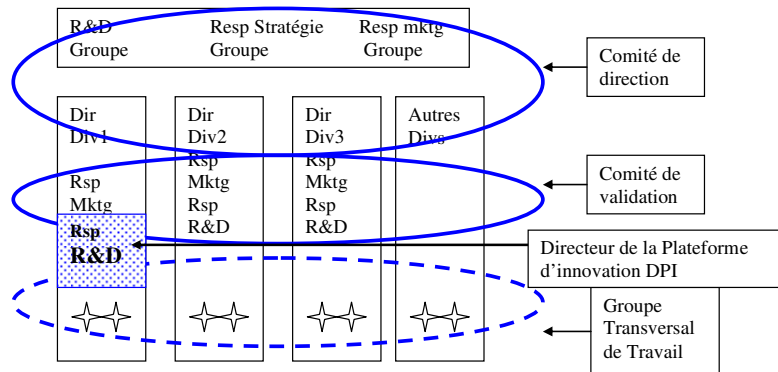 R&D
Groupe
Resp Stratégie
Groupe
Resp mktg
Groupe
Comité de
direction
Dir
Div1
Rsp
Mktg
Rsp
R&D
Dir
Div2
Rsp
Mktg
Rsp
R&D
Dir
Div3
Rsp
Mktg
Rsp
R&D
Autres
Divs
Comité de
validation
Directeur de la Plateforme
d’innovation DPI
Groupe
Transversal
de Travail